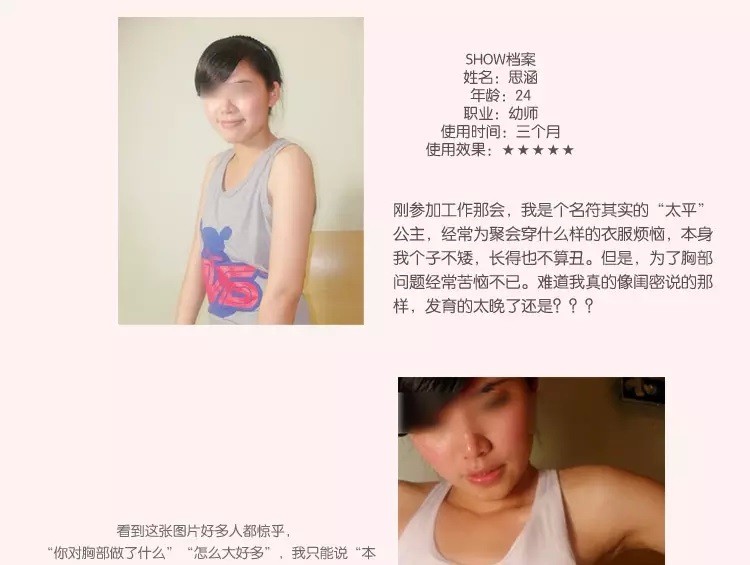 SHOW档案
姓名：思涵
年龄：24
职业：幼师
使用时间：三个月
使用效果：★★★★★
刚参加工作那会，我是个名符其实的“太平”
公主，经常为聚会穿什么样的衣服烦恼，本身
我个子不矮，长得也不算丑。但是，为了胸部
问题经常苦恼不已。难道我真的像闺密说的那
样，发育的太晚了还是？？？
看到这张图片好多人都惊乎，
“你对胸部做了什么”“怎么大好多”，我只能说“本